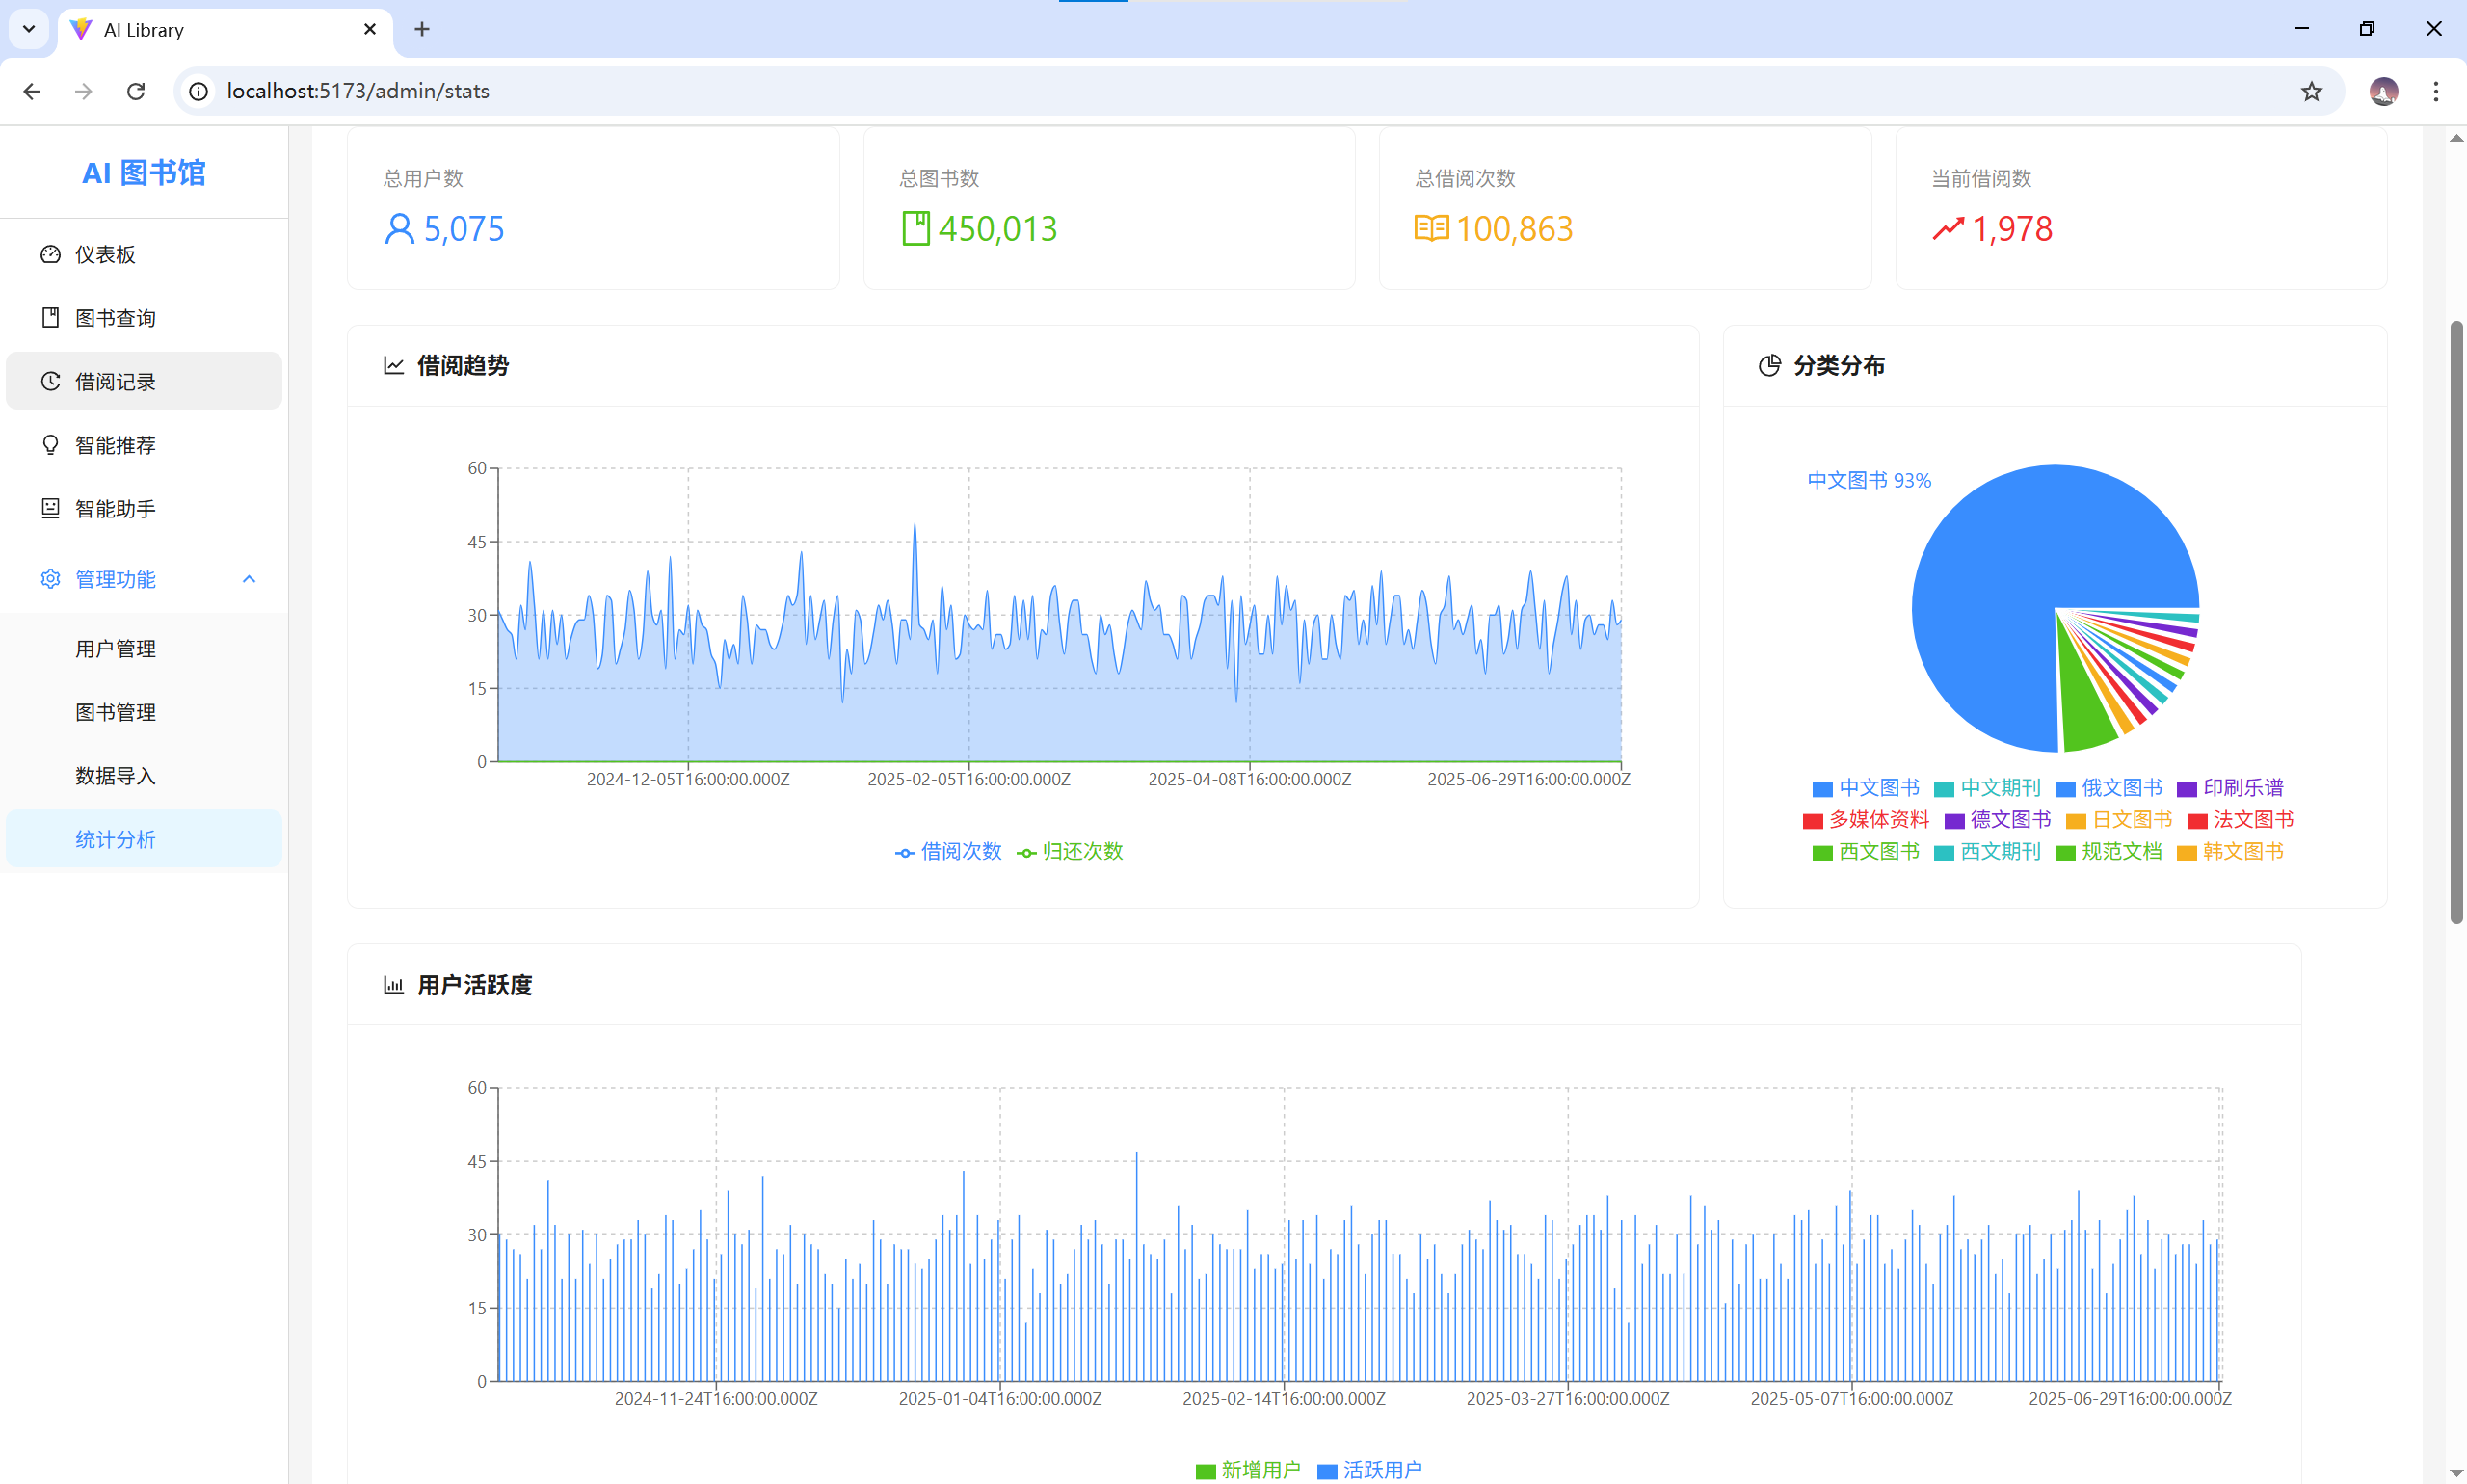 AI Library
localhost:5173/admin/stats
AI 图书馆
仪表板
图书查询
借阅记录
智能推荐
智能助手
管理功能
用户管理
图书管理
数据导入
统计分析
总用户数
5,075
总图书数
450,013
总借阅次数
100,863
当前借阅数
1,978
借阅趋势
60
45
30
15
0
2024-12-05T16:00:00.000Z 2025-02-05T16:00:00.000Z 2025-04-08T16:00:00.000Z 2025-06-29T16:00:00.000Z
借阅次数 归还次数
分类分布
中文图书 93%
中文图书 中文期刊 俄文图书 印刷乐谱
多媒体资料 德文图书 日文图书 法文图书
西文图书 西文期刊 规范文档 韩文图书
用户活跃度
60
45
30
15
0
2024-11-24T16:00:00.000Z 2025-01-04T16:00:00.000Z 2025-02-14T16:00:00.000Z 2025-03-27T16:00:00.000Z 2025-05-07T16:00:00.000Z 2025-06-29T16:00:00.000Z
新增用户 活跃用户